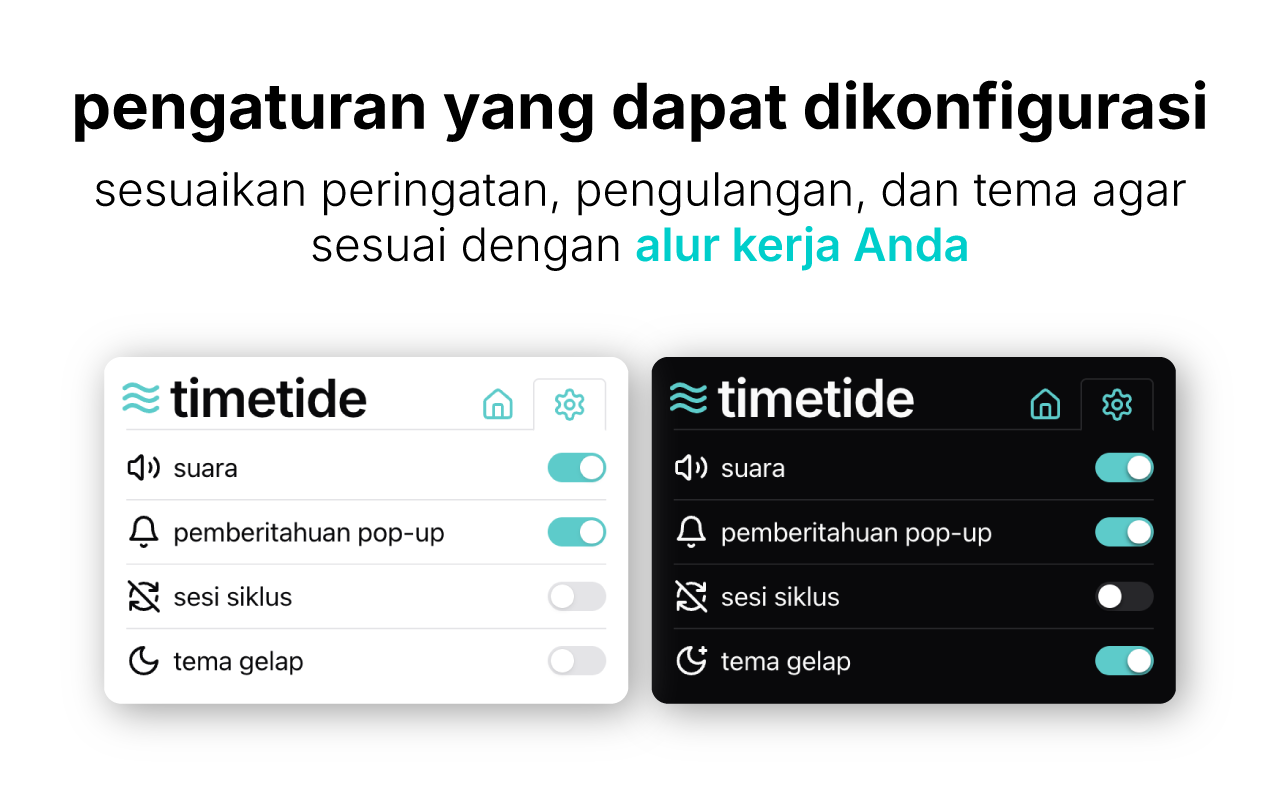 pengaturan yang dapat dikonfigurasi
sesuaikan peringatan, pengulangan, dan tema agar
sesuai dengan alur kerja Anda
timetide
suara
pemberitahuan pop-up
sesi siklus
tema gelap
timetide
suara
pemberitahuan pop-up
sesi siklus
tema gelap